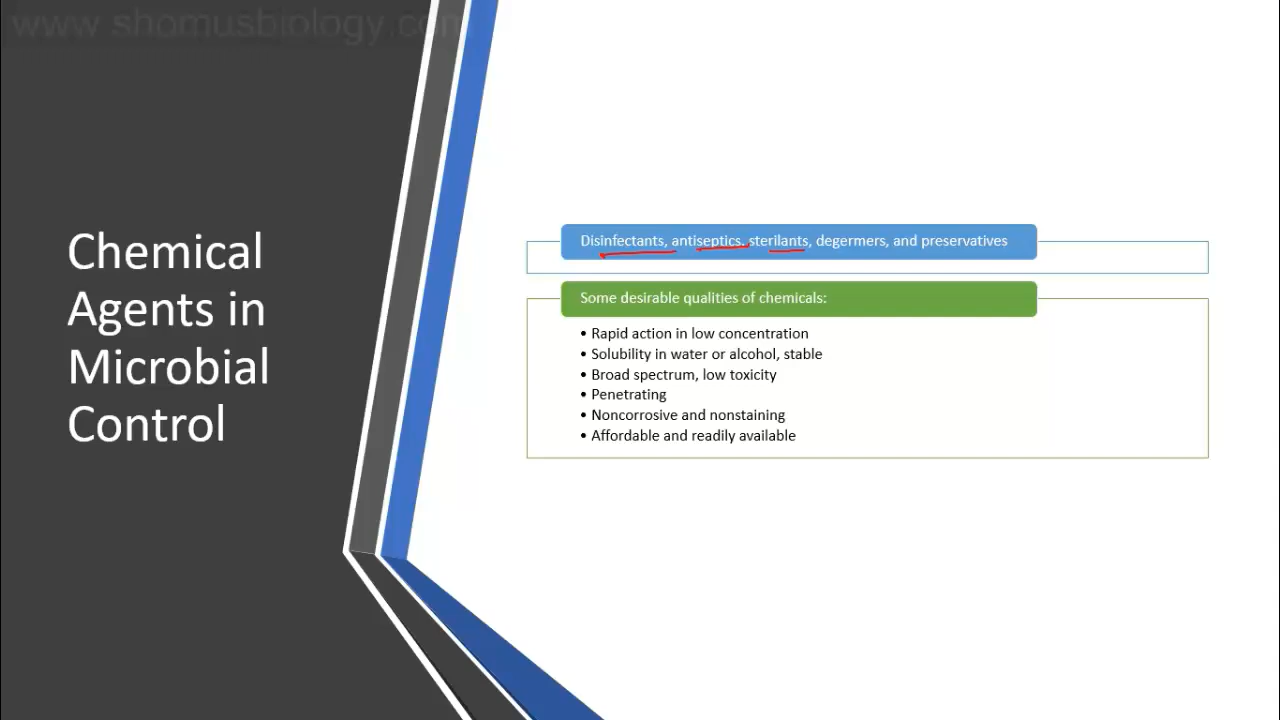 www.shomusbiology.com
Chemical
Agents in
Microbial
Control
Disinfectants, antiseptics, sterilants, degermers, and preservatives
Some desirable qualities of chemicals:
• Rapid action in low concentration
• Solubility in water or alcohol, stable
• Broad spectrum, low toxicity
• Penetrating
• Noncorrosive and nonstaining
• Affordable and readily available